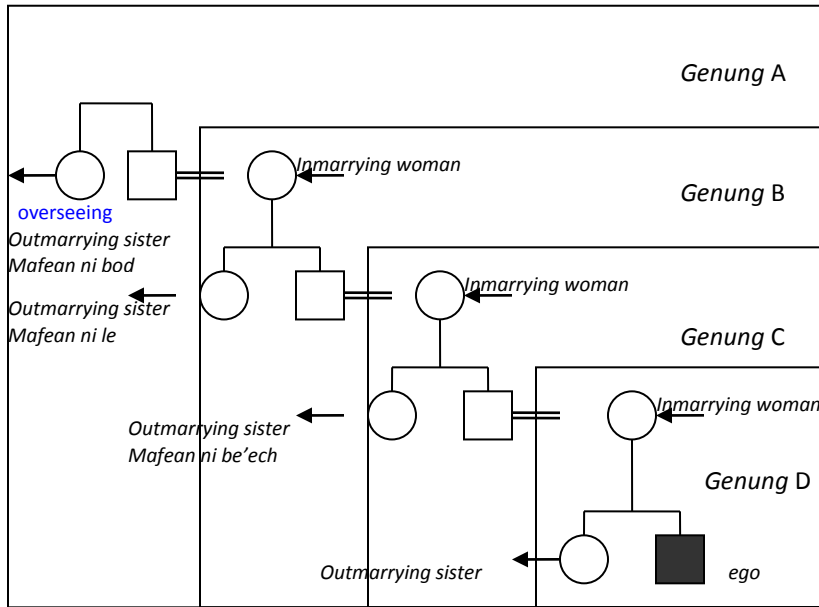 Genung A
Inmarrying woman
Genung B
overseeing
Outmarrying sister
Mafean ni bod
Outmarrying sister
Mafean ni le
Inmarrying woman
Genung C
Inmarrying woman
Outmarrying sister
Mafean ni be’ech
Genung D
Outmarrying sister
ego